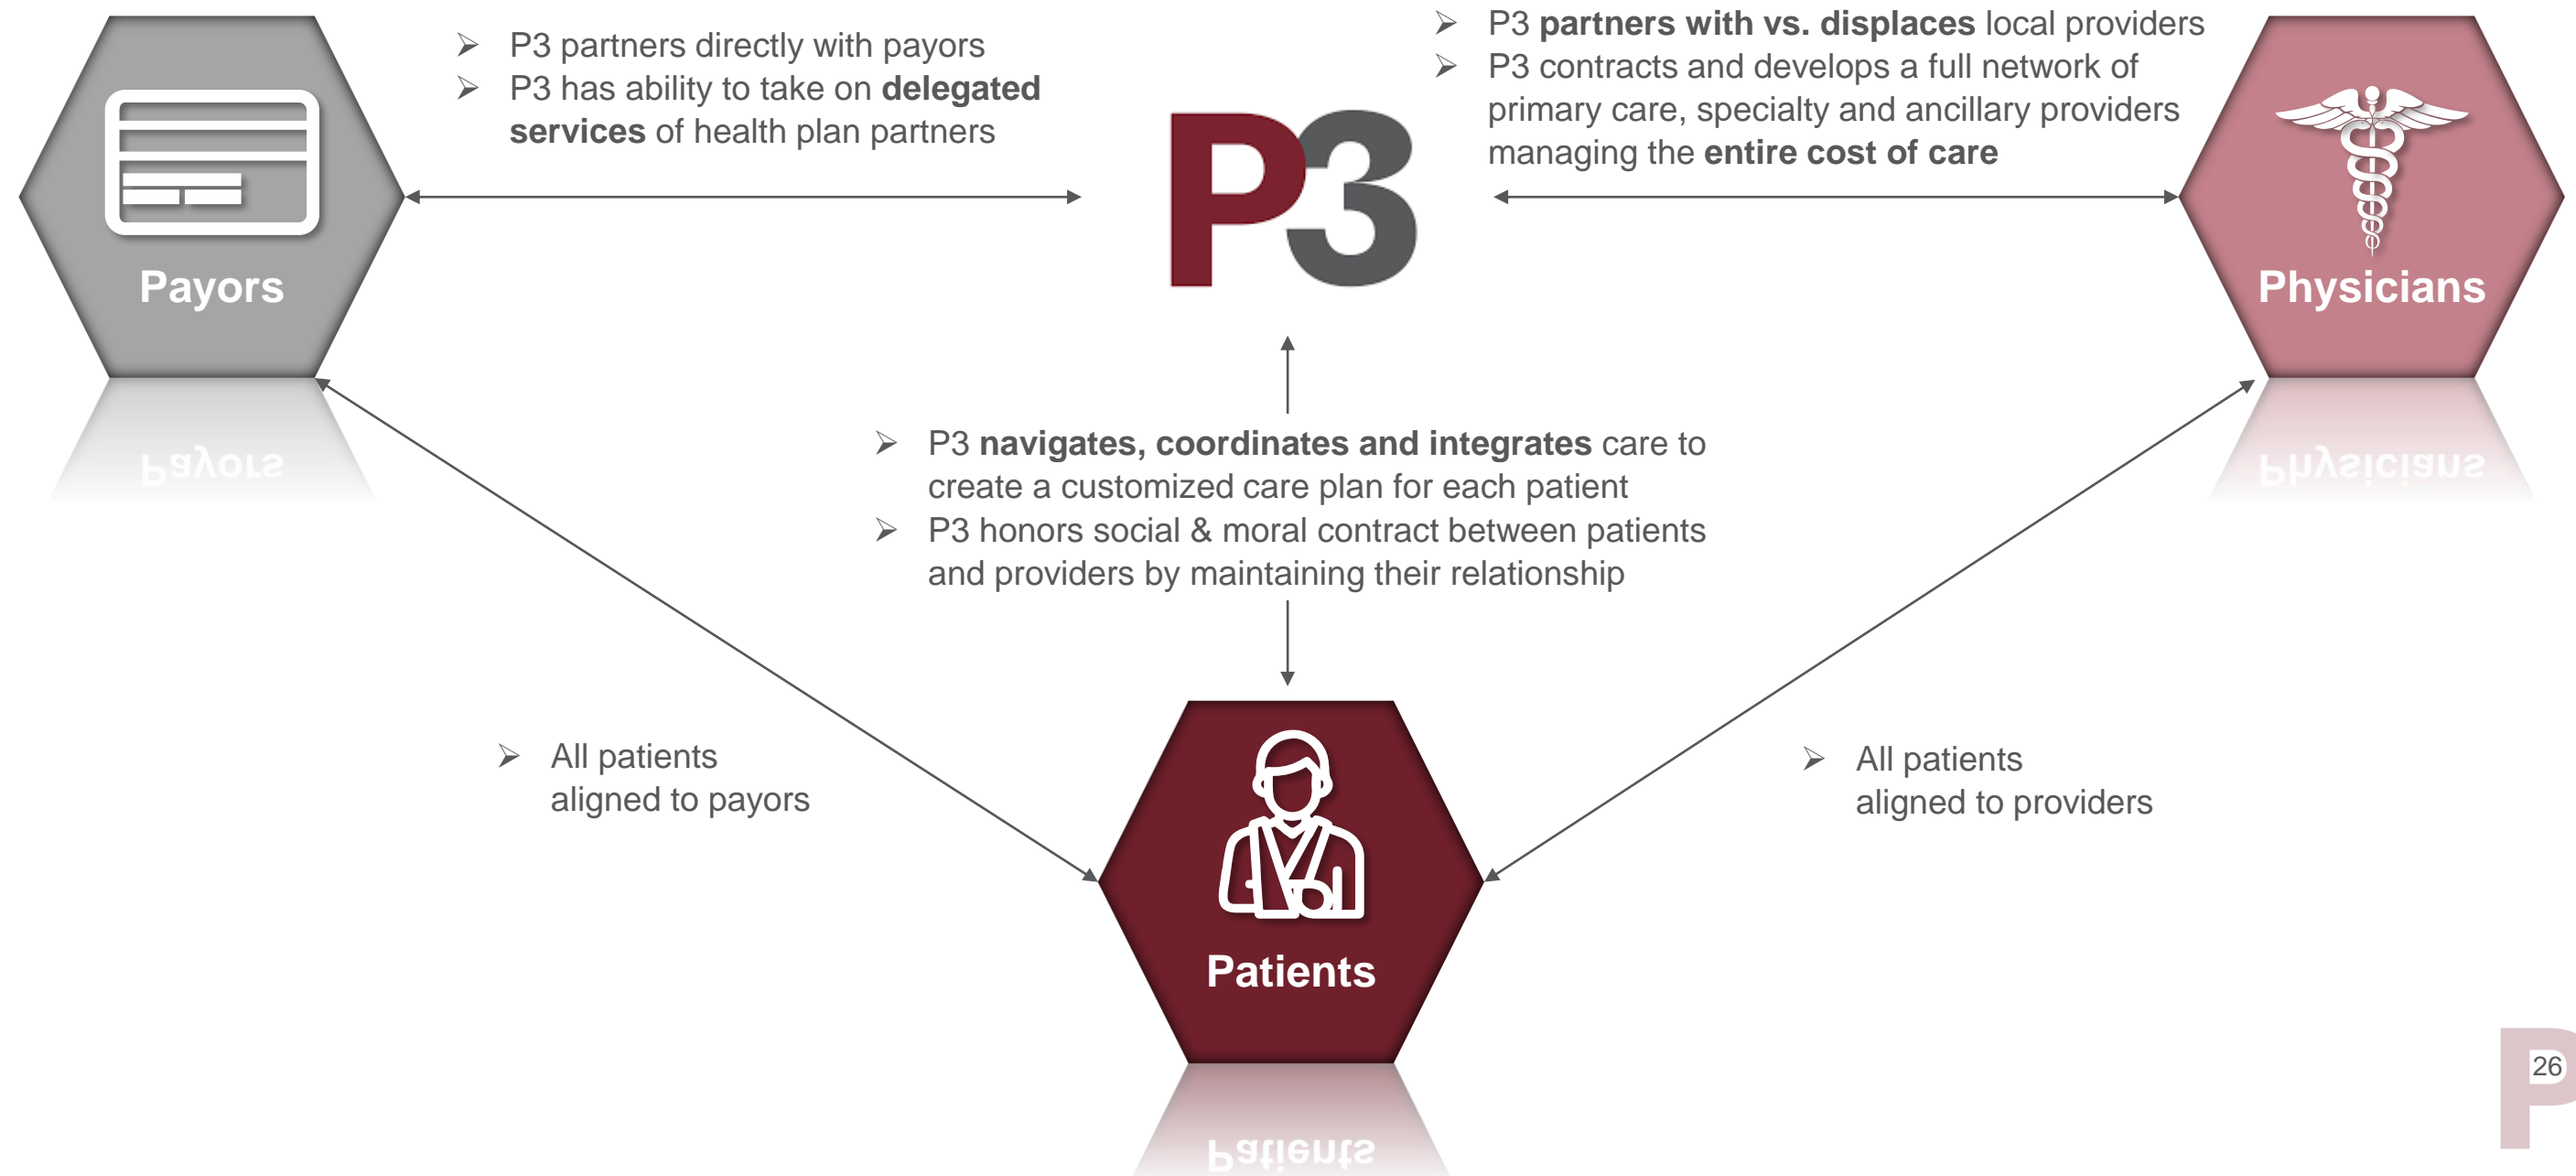 ➢ P3 partners directly with payors
➢ P3 has ability to take on delegated
services of health plan partners
➢ P3 partners with vs. displaces local providers
➢ P3 contracts and develops a full network of
primary care, specialty and ancillary providers
managing the entire cost of care
Payors
P3
Physicians
➢ P3 navigates, coordinates and integrates care to
create a customized care plan for each patient
➢ P3 honors social & moral contract between patients
and providers by maintaining their relationship
➢ All patients
aligned to payors
➢ All patients
aligned to providers
Patients
P
26